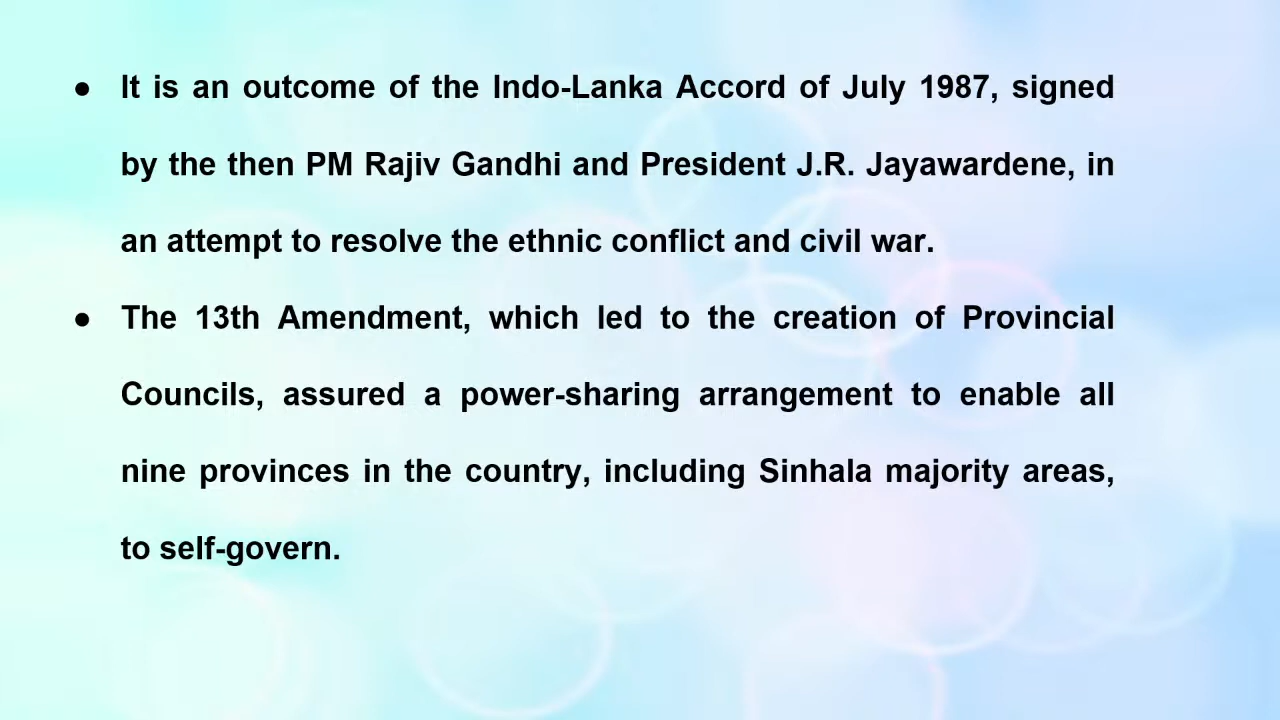 ● It is an outcome of the Indo-Lanka Accord of July 1987, signed
by the then PM Rajiv Gandhi and President J.R. Jayawardene, in
an attempt to resolve the ethnic conflict and civil war.
● The 13th Amendment, which led to the creation of Provincial
Councils, assured a power-sharing arrangement to enable all
nine provinces in the country, including Sinhala majority areas,
to self-govern.